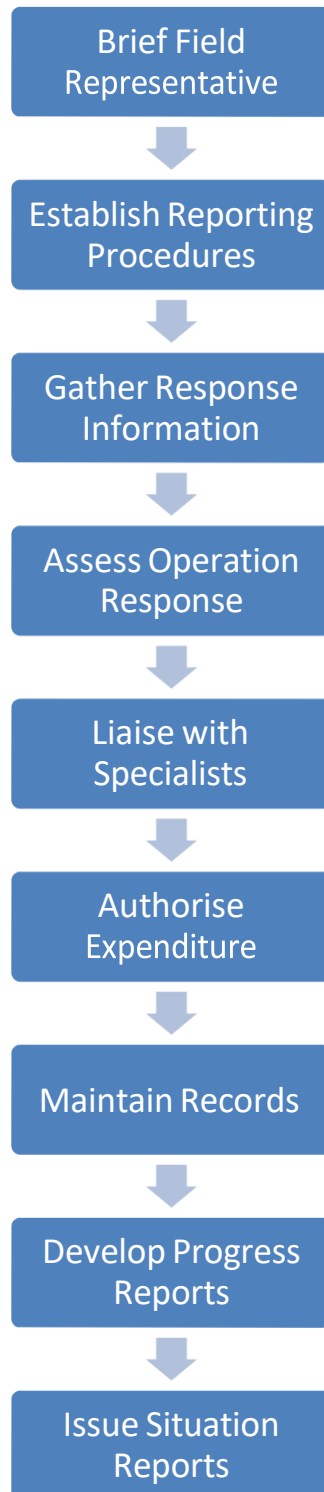 Brief Field
Representative
Establish Reporting
Procedures
Gather Response
Information
Assess Operation
Response
Liaise with
Specialists
Authorise
Expenditure
Maintain Records
Develop Progress
Reports
Issue Situation
Reports